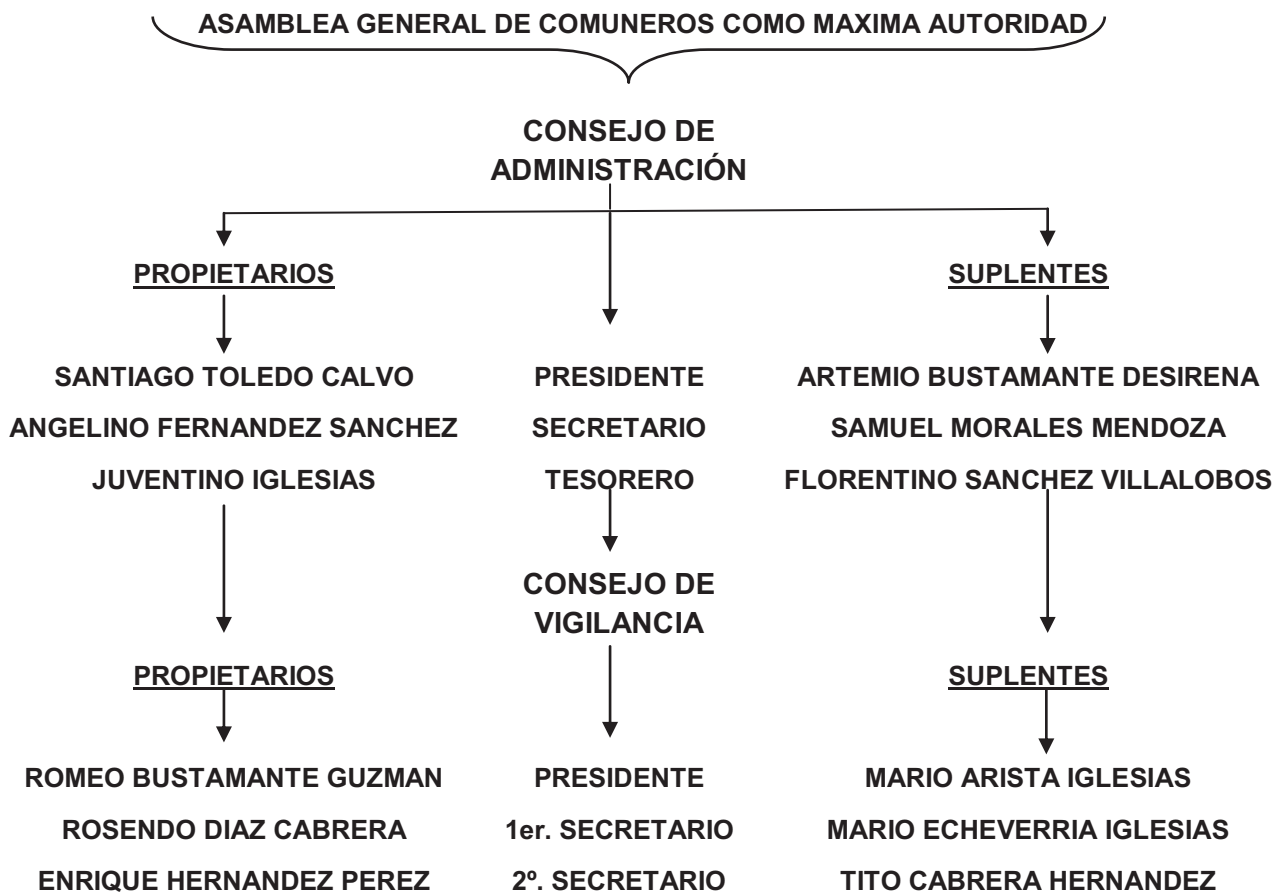 ASAMBLEA GENERAL DE COMUNEROS COMO MAXIMA AUTORIDAD
CONSEJO DE
ADMINISTRACIÓN
PROPIETARIOS
SUPLENTES
SANTIAGO TOLEDO CALVO PRESIDENTE ARTEMIO BUSTAMANTE DESIRENA
ANGELINO FERNANDEZ SANCHEZ SECRETARIO SAMUEL MORALES MENDOZA
JUVENTINO IGLESIAS TESORERO FLORENTINO SANCHEZ VILLALOBOS
CONSEJO DE
VIGILANCIA
PROPIETARIOS
SUPLENTES
ROMEO BUSTAMANTE GUZMAN PRESIDENTE MARIO ARISTA IGLESIAS
ROSENDO DIAZ CABRERA 1er. SECRETARIO MARIO ECHEVERRIA IGLESIAS
ENRIQUE HERNANDEZ PEREZ 2º. SECRETARIO TITO CABRERA HERNANDEZ